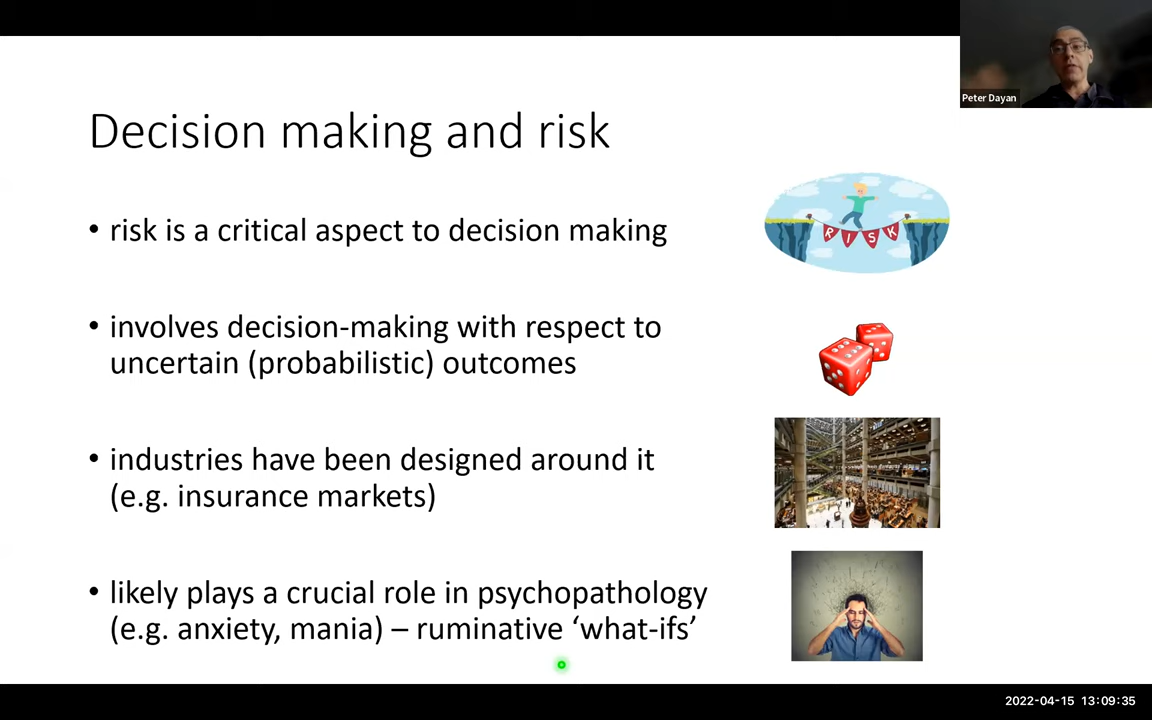 Peter Dayan
Decision making and risk
• risk is a critical aspect to decision making
RISK
• involves decision-making with respect to
uncertain (probabilistic) outcomes
• industries have been designed around it
(e.g. insurance markets)
• likely plays a crucial role in psychopathology
(e.g. anxiety, mania) – ruminative ‘what-ifs’
2022-04-15 13:09:35